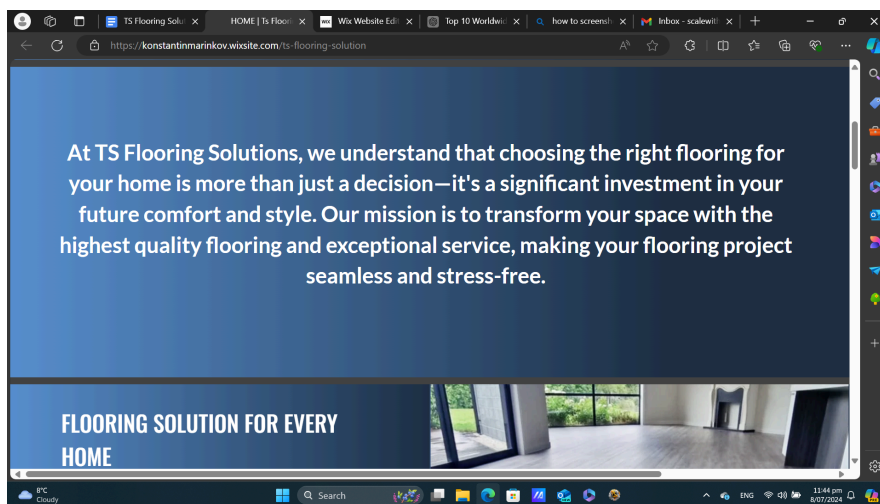 TS Flooring Solu
HOME | Ts Floori
WIX
Wix Website Edi
Top 10 Worldwid
how to screensh
Inbox - scalewith
https://konstantinmarinkov.wixsite.com/ts-flooring-solution
At TS Flooring Solutions, we understand that choosing the right flooring for
your home is more than just a decision—it's a significant investment in your
future comfort and style. Our mission is to transform your space with the
highest quality flooring and exceptional service, making your flooring project
seamless and stress-free.
FLOORING SOLUTION FOR EVERY
HOME
8°C
Cloudy
Search
ENG
11:44 pm
8/07/2024